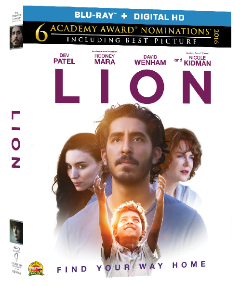 BLU-RAY + DIGITAL HD
6 ACADEMY AWARD NOMINATIONS 2016
INCLUDING BEST PICTURE
DEV PATEL
ROONEY MARA
DAVID WENHAM
and NICOLE KIDMAN
LION
FIND YOUR WAY HOME
LION